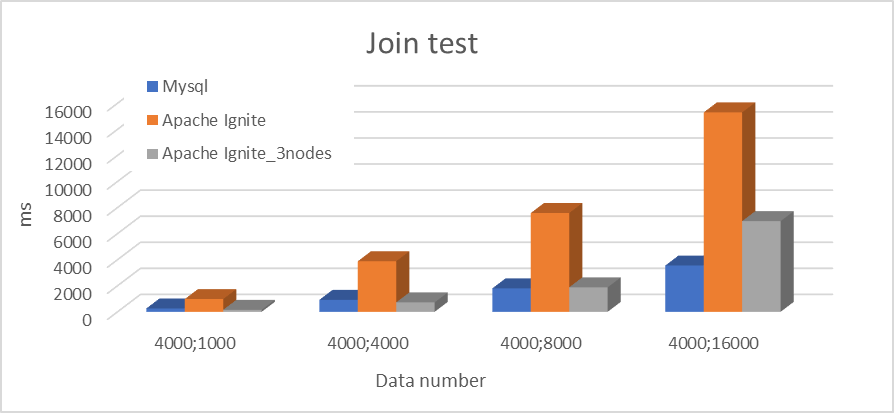 Join test
Mysql
Apache Ignite
Apache Ignite_3nodes
16000
14000
12000
10000
8000
6000
4000
2000
0
ms
4000;1000
4000;4000
4000;8000
4000;16000
Data number